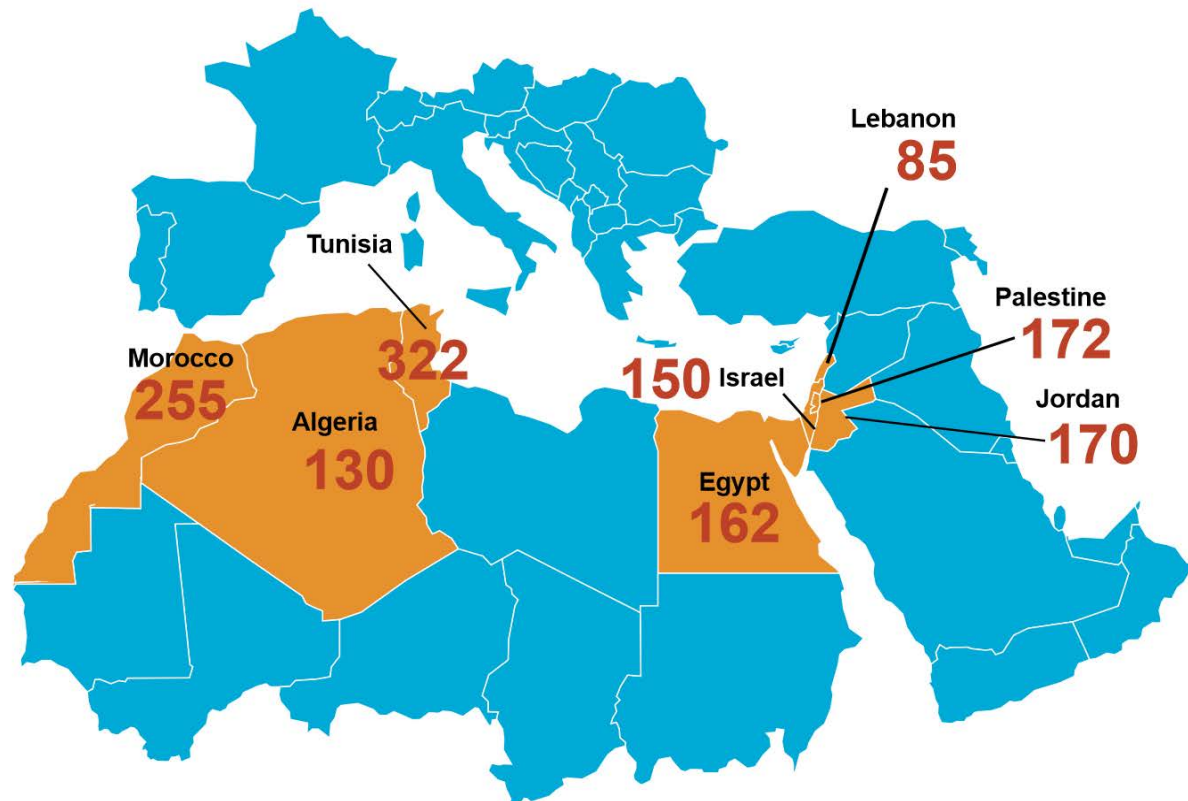 Lebanon
85
Tunisia
322
Palestine
172
Morocco
255
150 Israel
Jordan
170
Algeria
130
Egypt
162